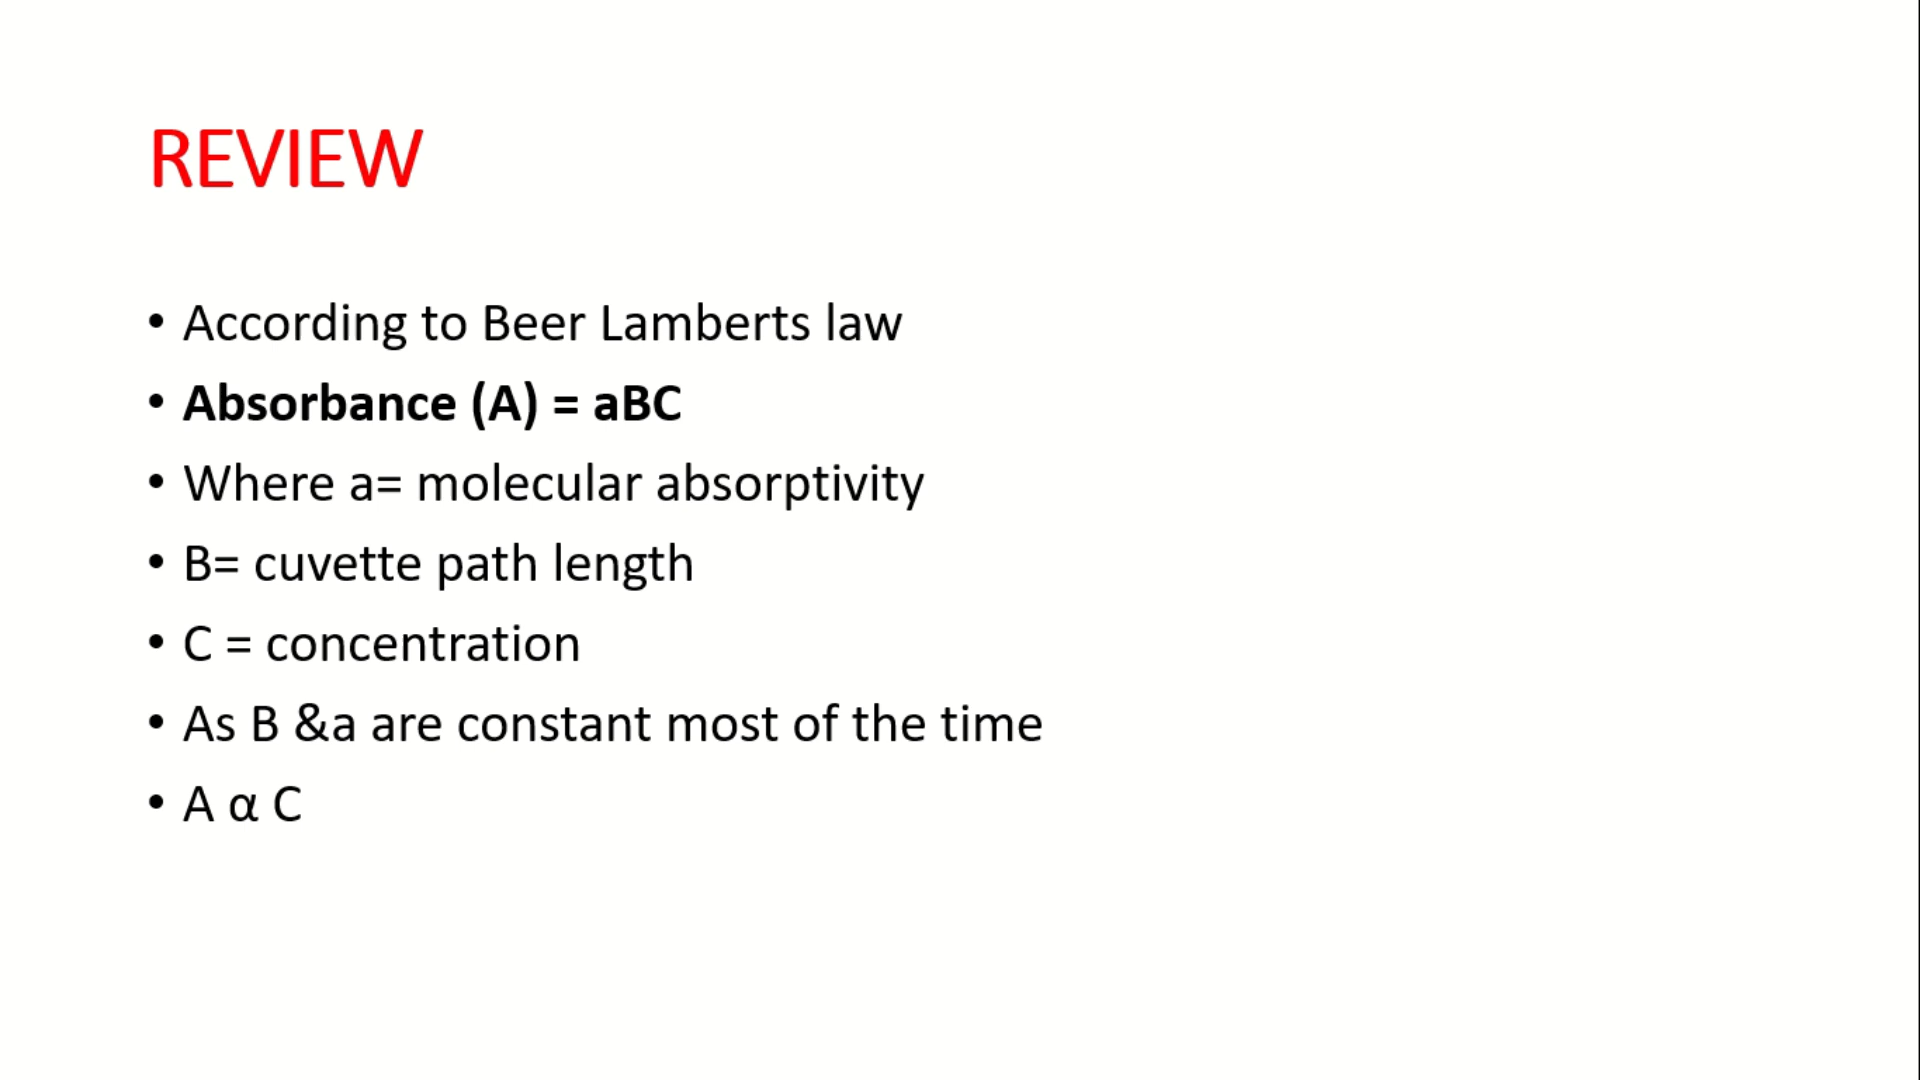 REVIEW
• According to Beer Lamberts law
• Absorbance (A) = aBC
• Where a= molecular absorptivity
• B= cuvette path length
• C = concentration
• As B &a are constant most of the time
• A α C